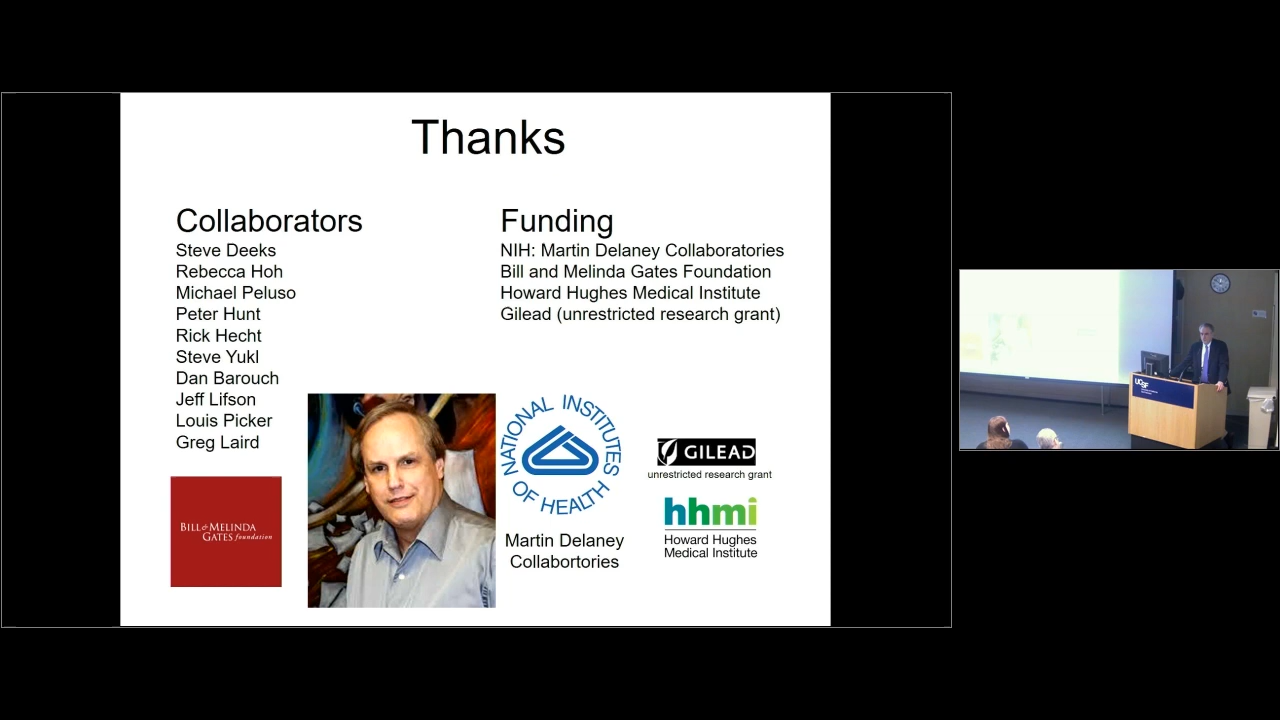 Thanks
Collaborators
Steve Deeks
Rebecca Hoh
Michael Peluso
Peter Hunt
Rick Hecht
Steve Yukl
Dan Barouch
Jeff Lifson
Louis Picker
Greg Laird
Funding
NIH: Martin Delaney Collaboratories
Bill and Melinda Gates Foundation
Howard Hughes Medical Institute
Gilead (unrestricted research grant)
BILL & MELINDA
GATES foundation
NATIONAL INSTITUTES
OF HEALTH
Martin Delaney
Collabortories
GILEAD
unrestricted research grant
hhmi
Howard Hughes
Medical Institute
UCSF